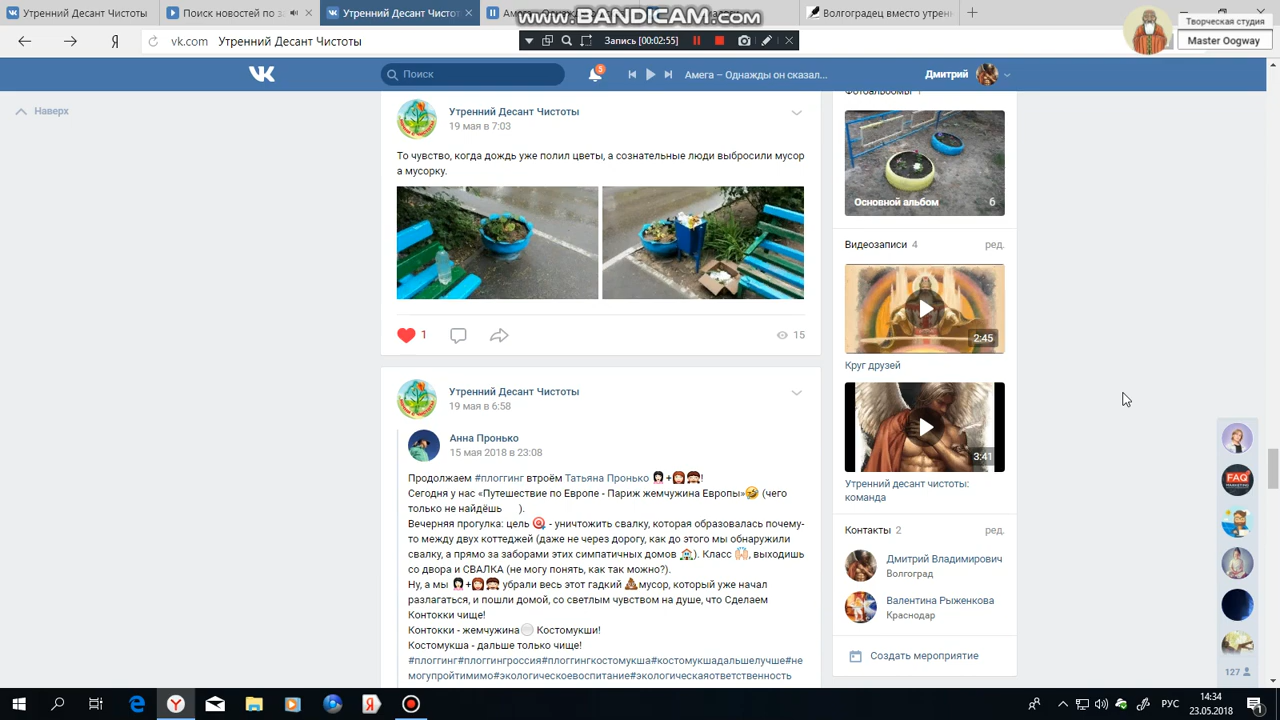 Утренний Десант Чистоты
Поиск новостей по за
Утренний Десант Чистоты
Волгоградец вместо утрен
www.BANDICAM.com
Творческая студия
Master Oogway
vk.com Утренний Десант Чистоты
Запись [00:02:55]
Поиск
3
Амега – Однажды он сказал...
Дмитрий
Наверх
Утренний Десант Чистоты
19 мая в 7:03
То чувство, когда дождь уже полил цветы, а сознательные люди выбросили мусор
а мусорку.
1
15
Утренний Десант Чистоты
19 мая в 6:58
Анна Пронько
15 мая 2018 в 23:08
Продолжаем #плоггинг втроём Татьяна Пронько + !
Сегодня у нас «Путешествие по Европе - Париж жемчужина Европы» (чего
только не найдёшь ).
Вечерняя прогулка: цель - уничтожить свалку, которая образовалась почему-
то между двух коттеджей (даже не через дорогу, как до этого мы обнаружили
свалку, а прямо за заборами этих симпатичных домов ). Класс , выходишь
со двора и СВАЛКА (не могу понять, как так можно?).
Ну, а мы + убрали весь этот гадкий мусор, который уже начал
разлагаться, и пошли домой, со светлым чувством на душе, что Сделаем
Контокки чище!
Контокки - жемчужина Костомукши!
Костомукша - дальше только чище!
#плоггинг#плоггингроссия#плоггингкостомукша#костомукшадальшелучше#не
могупройтимимо#экологическоевоспитание#экологическаяответственность
Фотоальбомы 1
Основной альбом 6
Видеозаписи 4 ред.
2:45
Круг друзей
3:41
Утренний десант чистоты:
команда
Контакты 2 ред.
Дмитрий Владимирович
Волгоград
Валентина Рыженкова
Краснодар
Создать мероприятие
FAQ
127
РУС
14:34
23.05.2018
1